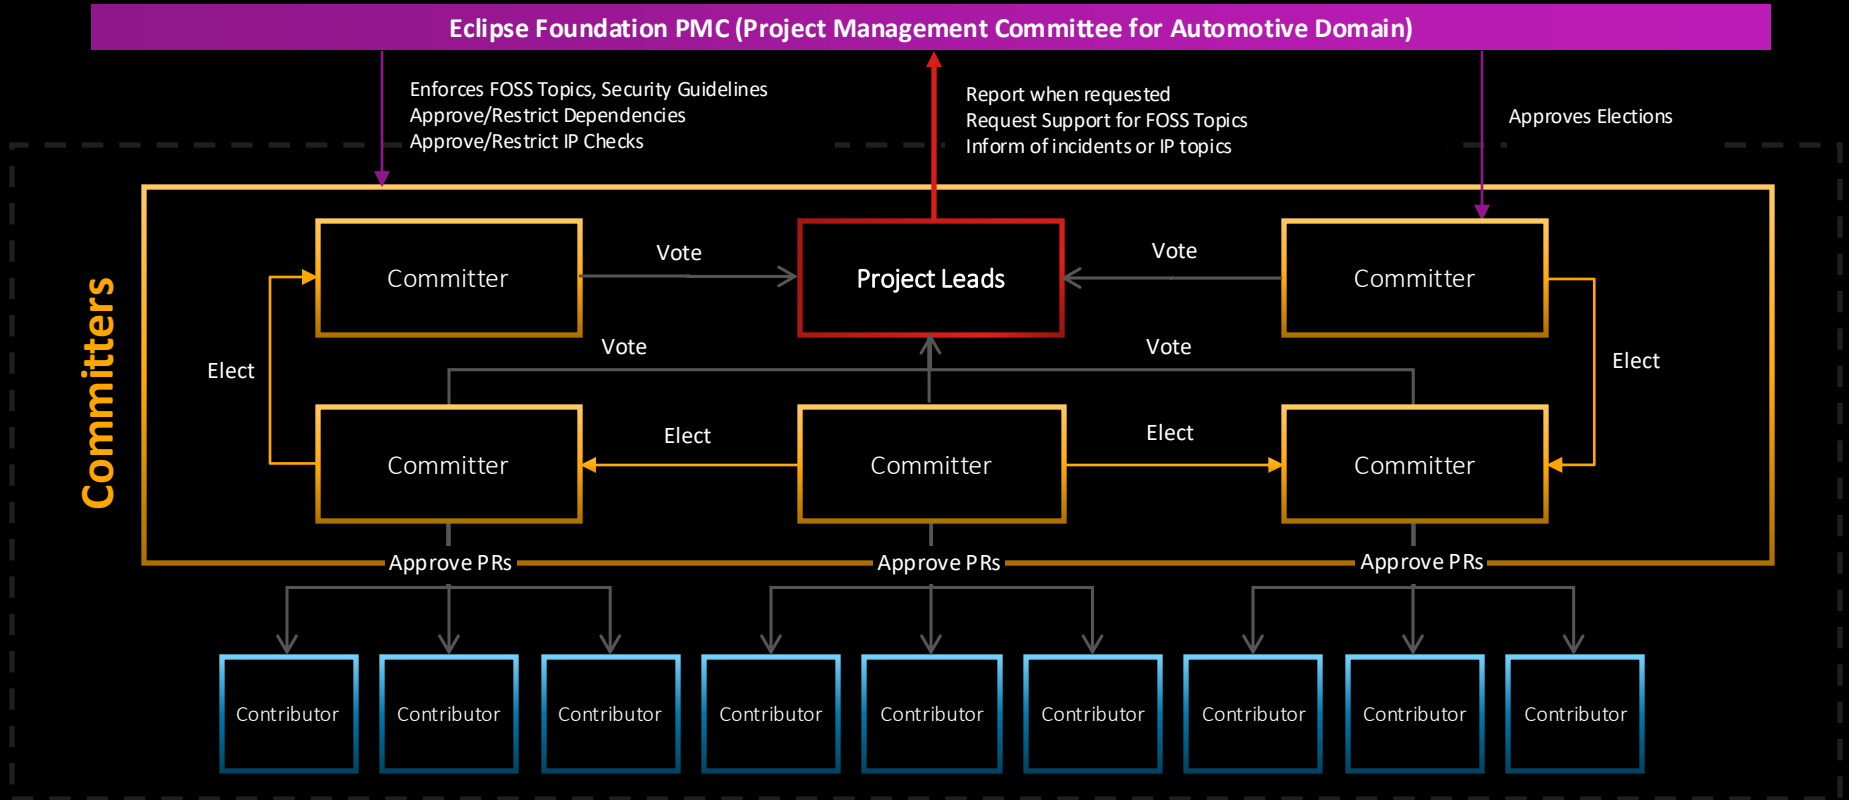 Eclipse Foundation PMC (Project Management Committee for Automotive Domain)
Enforces FOSS Topics, Security Guidelines
Approve/Restrict Dependencies
Approve/Restrict IP Checks
Report when requested
Request Support for FOSS Topics
Inform of incidents or IP topics
Approves Elections
Committers
Committer
Vote
Project Leads
Vote
Committer
Elect
Vote
Vote
Elect
Committer
Elect
Committer
Elect
Committer
Approve PRs
Approve PRs
Approve PRs
Contributor
Contributor
Contributor
Contributor
Contributor
Contributor
Contributor
Contributor
Contributor